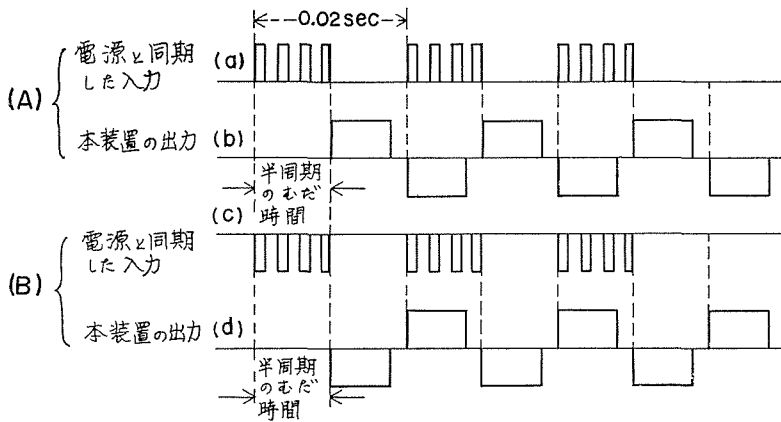 0.02sec
(A)
電源と同期
した入力
(a)
本装置の出力
(b)
半周期
のむだ
時間
(c)
(B)
電源と同期
した入力
本装置の出力
(d)
半周期
のむだ
時間